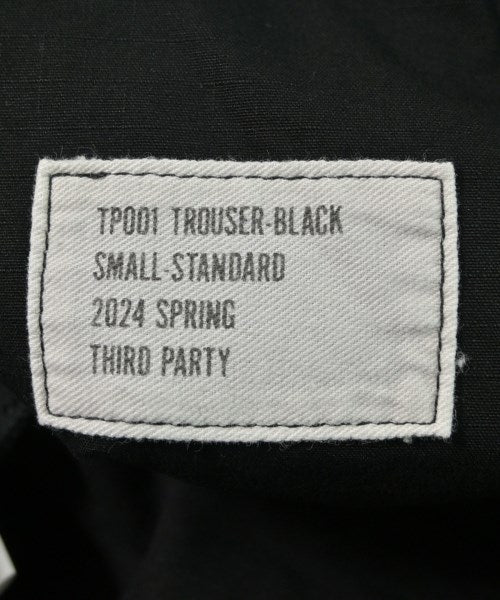 TP001 TROUSER-BLACK
SMALL-STANDARD
2024 SPRING
THIRD PARTY